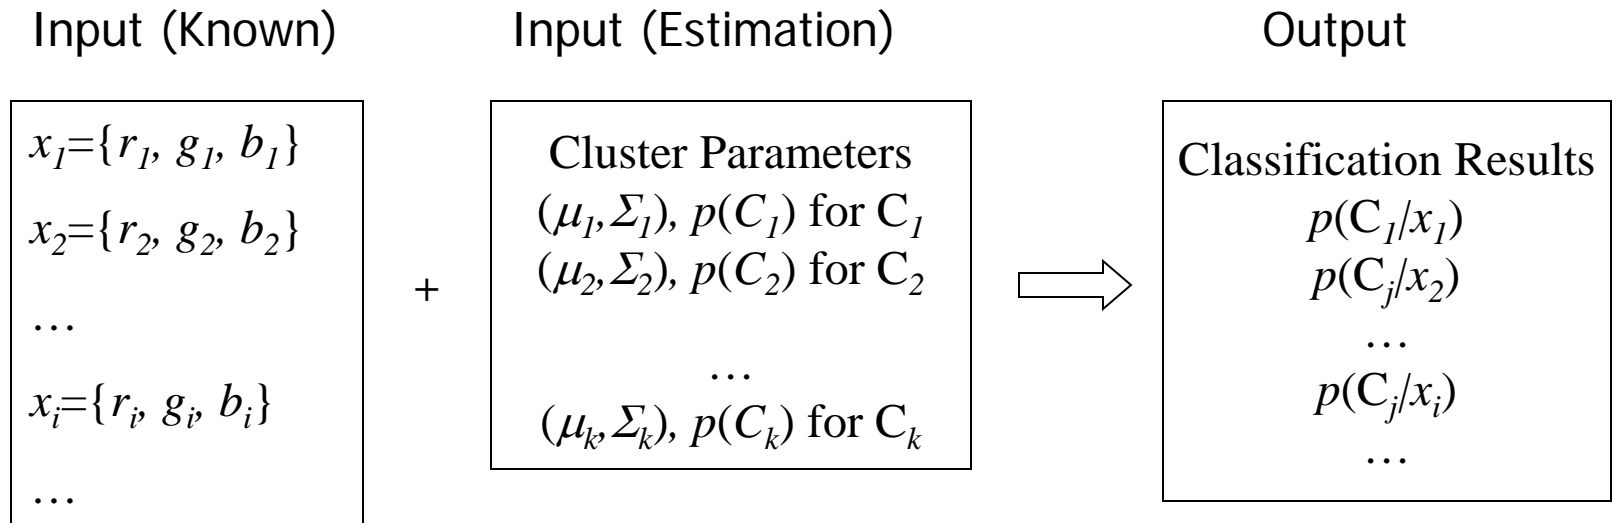 Input (Known)
Input (Estimation)
Output
x₁={r₁, g₁, b₁}
x₂={r₂, g₂, b₂}
…
xᵢ={rᵢ, gᵢ, bᵢ}
…
+
Cluster Parameters
(μ₁,Σ₁), p(C₁) for C₁
(μ₂,Σ₂), p(C₂) for C₂
…
(μₖ,Σₖ), p(Cₖ) for Cₖ
Classification Results
p(C₁/x₁)
p(Cⱼ/x₂)
…
p(Cⱼ/xᵢ)
…